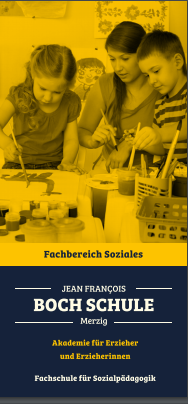 Fachbereich Soziales
JEAN FRANÇOIS
BOCH SCHULE
Merzig
Akademie für Erzieher
und Erzieherinnen
Fachschule für Sozialpädagogik